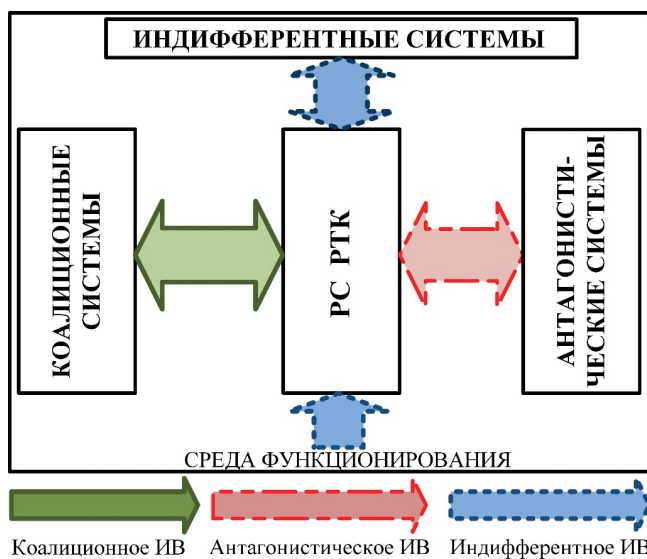 ИНДИФФЕРЕНТНЫЕ СИСТЕМЫ
КОАЛИЦИОННЫЕ
СИСТЕМЫ
РС РТК
АНТАГОНИСТИ-
ЧЕСКИЕ СИСТЕМЫ
СРЕДА ФУНКЦИОНИРОВАНИЯ
Коалиционное ИВ
Антагонистическое ИВ
Индифферентное ИВ